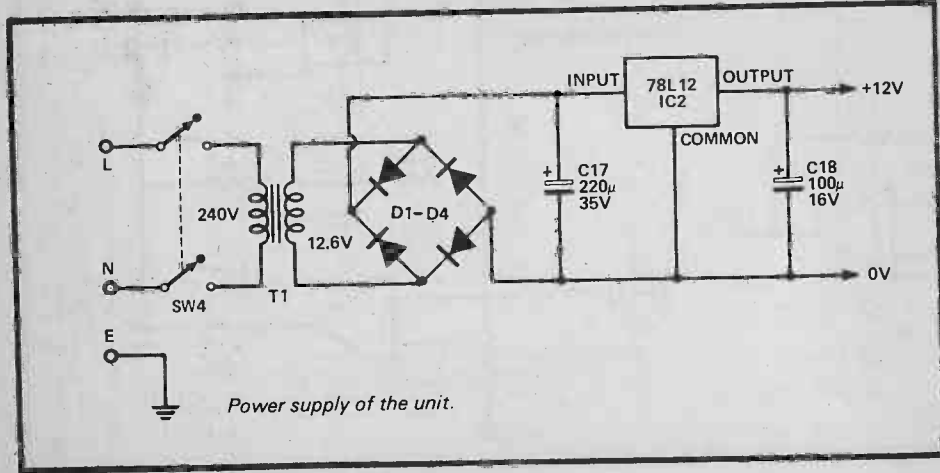 INPUT
78L12
IC2
OUTPUT
+12V
COMMON
L
+
C17
220µ
35V
+
C18
100µ
16V
240V
D1–D4
12.6V
N
SW4
T1
0V
E
Power supply of the unit.